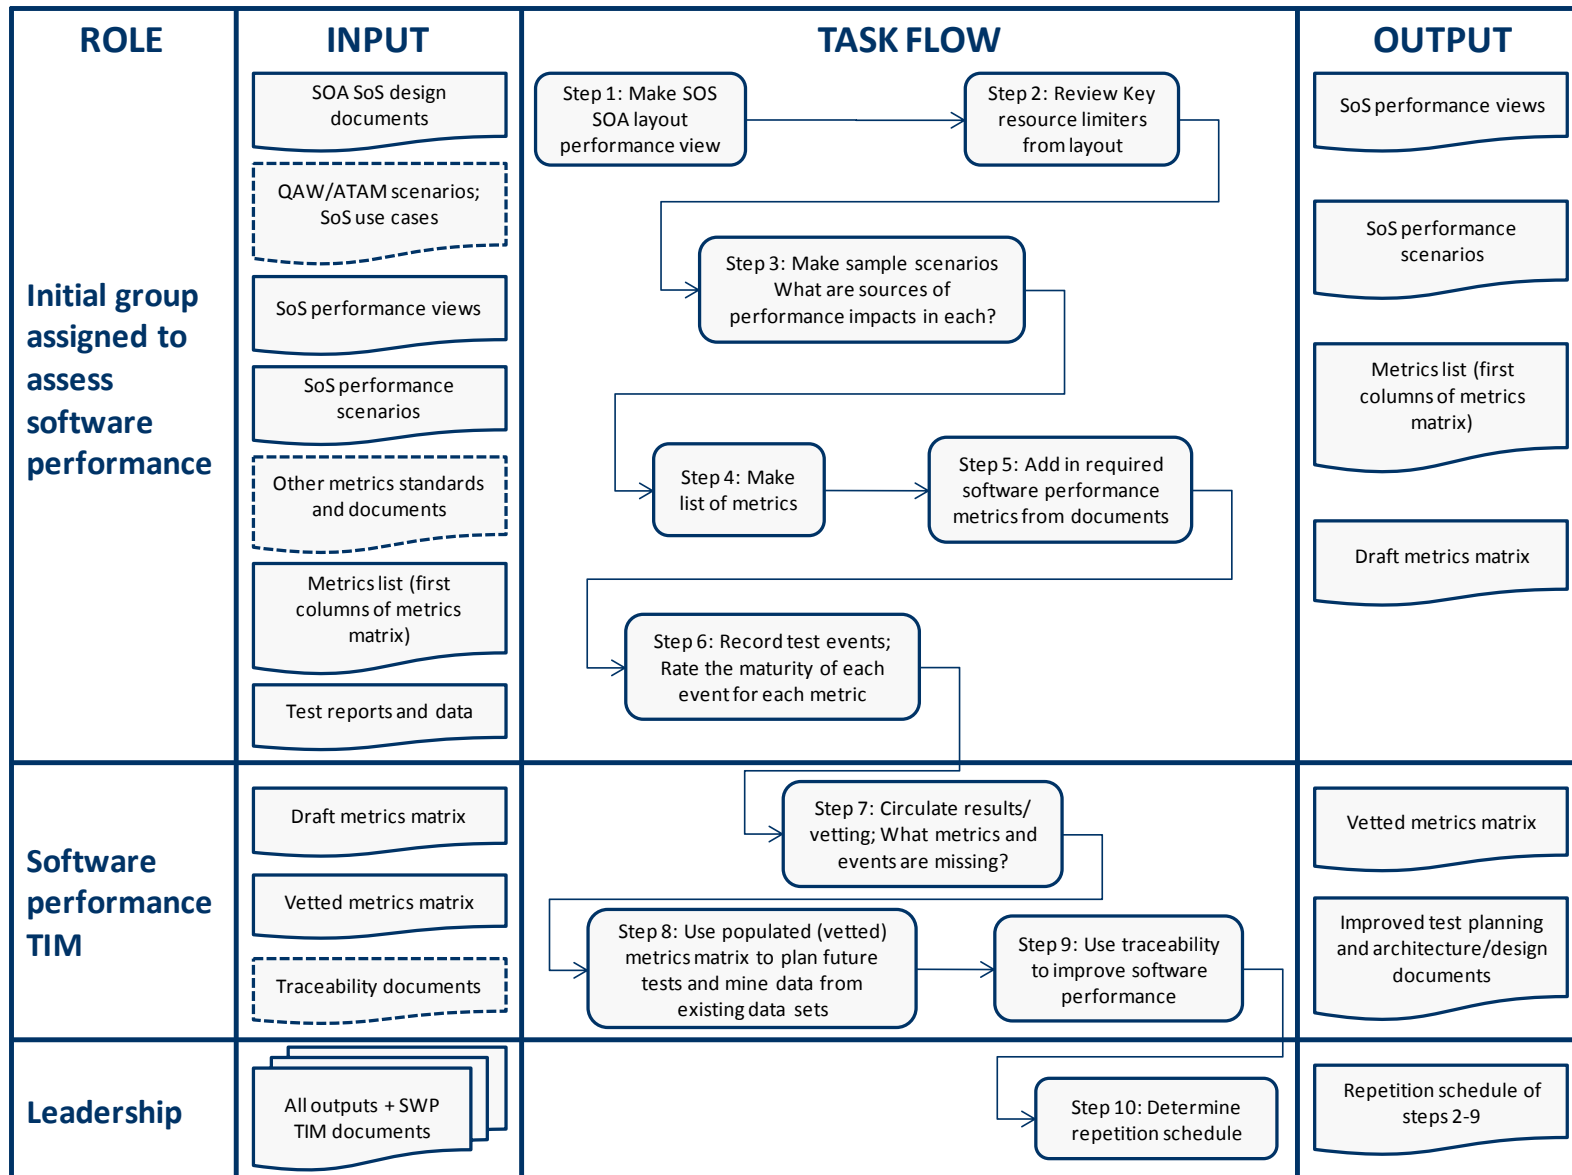 ROLE
INPUT
TASK FLOW
OUTPUT
Initial group
assigned to
assess
software
performance
SOA SoS design
documents
QAW/ATAM scenarios;
SoS use cases
SoS performance views
SoS performance
scenarios
Other metrics standards
and documents
Metrics list (first
columns of metrics
matrix)
Test reports and data
Step 1: Make SOS
SOA layout
performance view
Step 2: Review Key
resource limiters
from layout
Step 3: Make sample scenarios
What are sources of
performance impacts in each?
Step 4: Make
list of metrics
Step 5: Add in required
software performance
metrics from documents
Step 6: Record test events;
Rate the maturity of each
event for each metric
SoS performance views
SoS performance
scenarios
Metrics list (first
columns of metrics
matrix)
Draft metrics matrix
Software
performance
TIM
Draft metrics matrix
Vetted metrics matrix
Traceability documents
Step 7: Circulate results/
vetting; What metrics and
events are missing?
Step 8: Use populated (vetted)
metrics matrix to plan future
tests and mine data from
existing data sets
Step 9: Use traceability
to improve software
performance
Vetted metrics matrix
Improved test planning
and architecture/design
documents
Leadership
All outputs + SWP
TIM documents
Step 10: Determine
repetition schedule
Repetition schedule of
steps 2-9